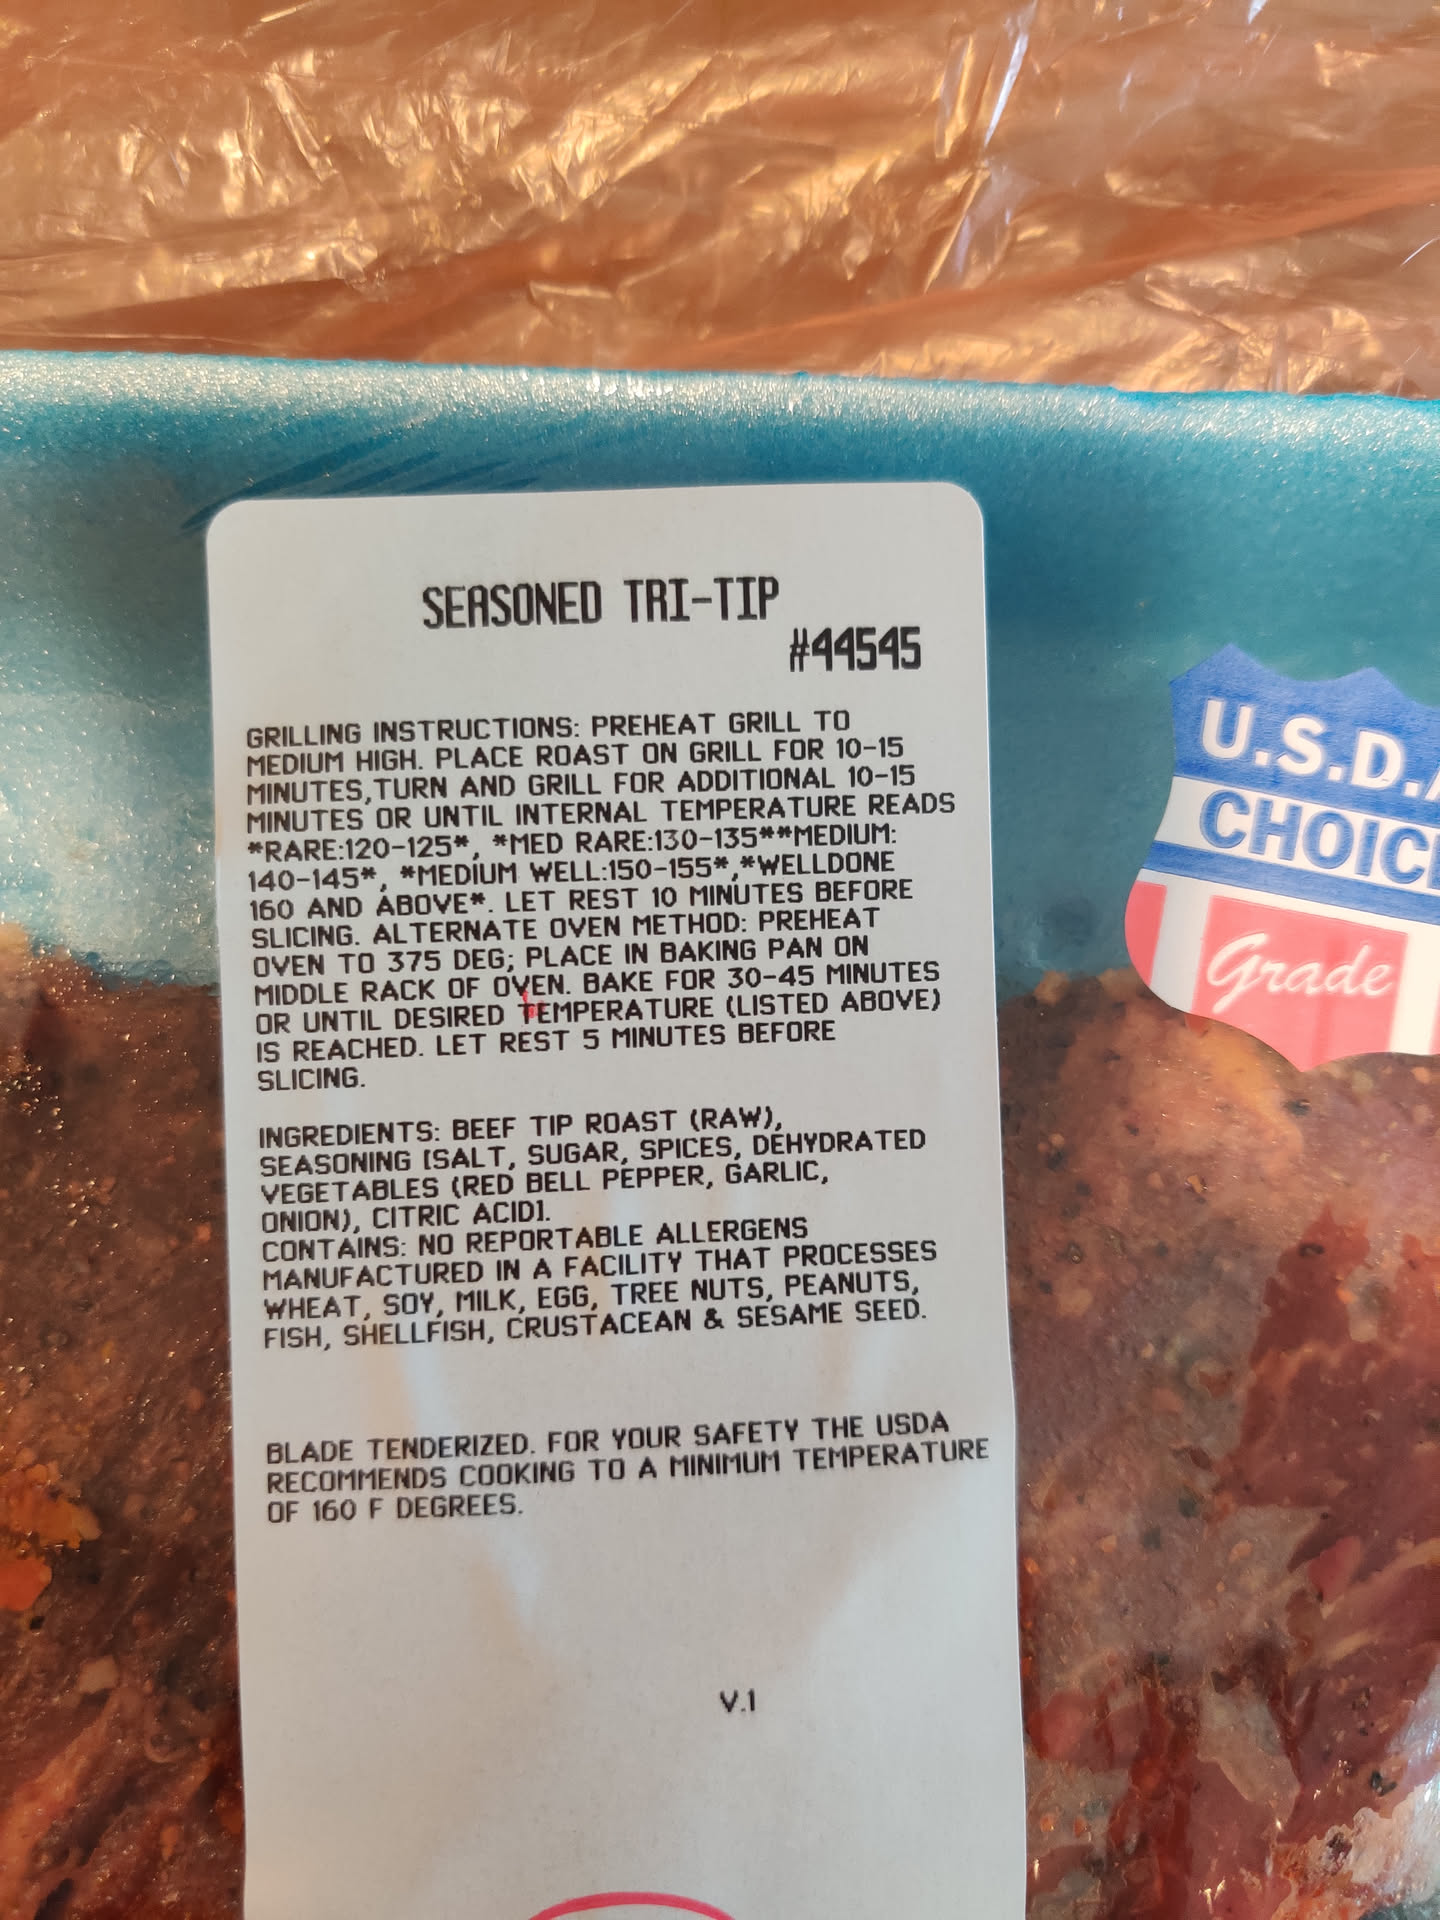 SEASONED TRI-TIP
#44545
GRILLING INSTRUCTIONS: PREHEAT GRILL TO
MEDIUM HIGH. PLACE ROAST ON GRILL FOR 10-15
MINUTES,TURN AND GRILL FOR ADDITIONAL 10-15
MINUTES OR UNTIL INTERNAL TEMPERATURE READS
*RARE:120-125*, *MED RARE:130-135**MEDIUM:
140-145*, *MEDIUM WELL:150-155*,*WELLDONE
160 AND ABOVE*. LET REST 10 MINUTES BEFORE
SLICING. ALTERNATE OVEN METHOD: PREHEAT
OVEN TO 375 DEG; PLACE IN BAKING PAN ON
MIDDLE RACK OF OVEN. BAKE FOR 30-45 MINUTES
OR UNTIL DESIRED TEMPERATURE (LISTED ABOVE)
IS REACHED. LET REST 5 MINUTES BEFORE
SLICING.
INGREDIENTS: BEEF TIP ROAST (RAW),
SEASONING [SALT, SUGAR, SPICES, DEHYDRATED
VEGETABLES (RED BELL PEPPER, GARLIC,
ONION), CITRIC ACID].
CONTAINS: NO REPORTABLE ALLERGENS
MANUFACTURED IN A FACILITY THAT PROCESSES
WHEAT, SOY, MILK, EGG, TREE NUTS, PEANUTS,
FISH, SHELLFISH, CRUSTACEAN & SESAME SEED.
BLADE TENDERIZED. FOR YOUR SAFETY THE USDA
RECOMMENDS COOKING TO A MINIMUM TEMPERATURE
OF 160 F DEGREES.
V.1
U.S.D.A
CHOIC
Grade